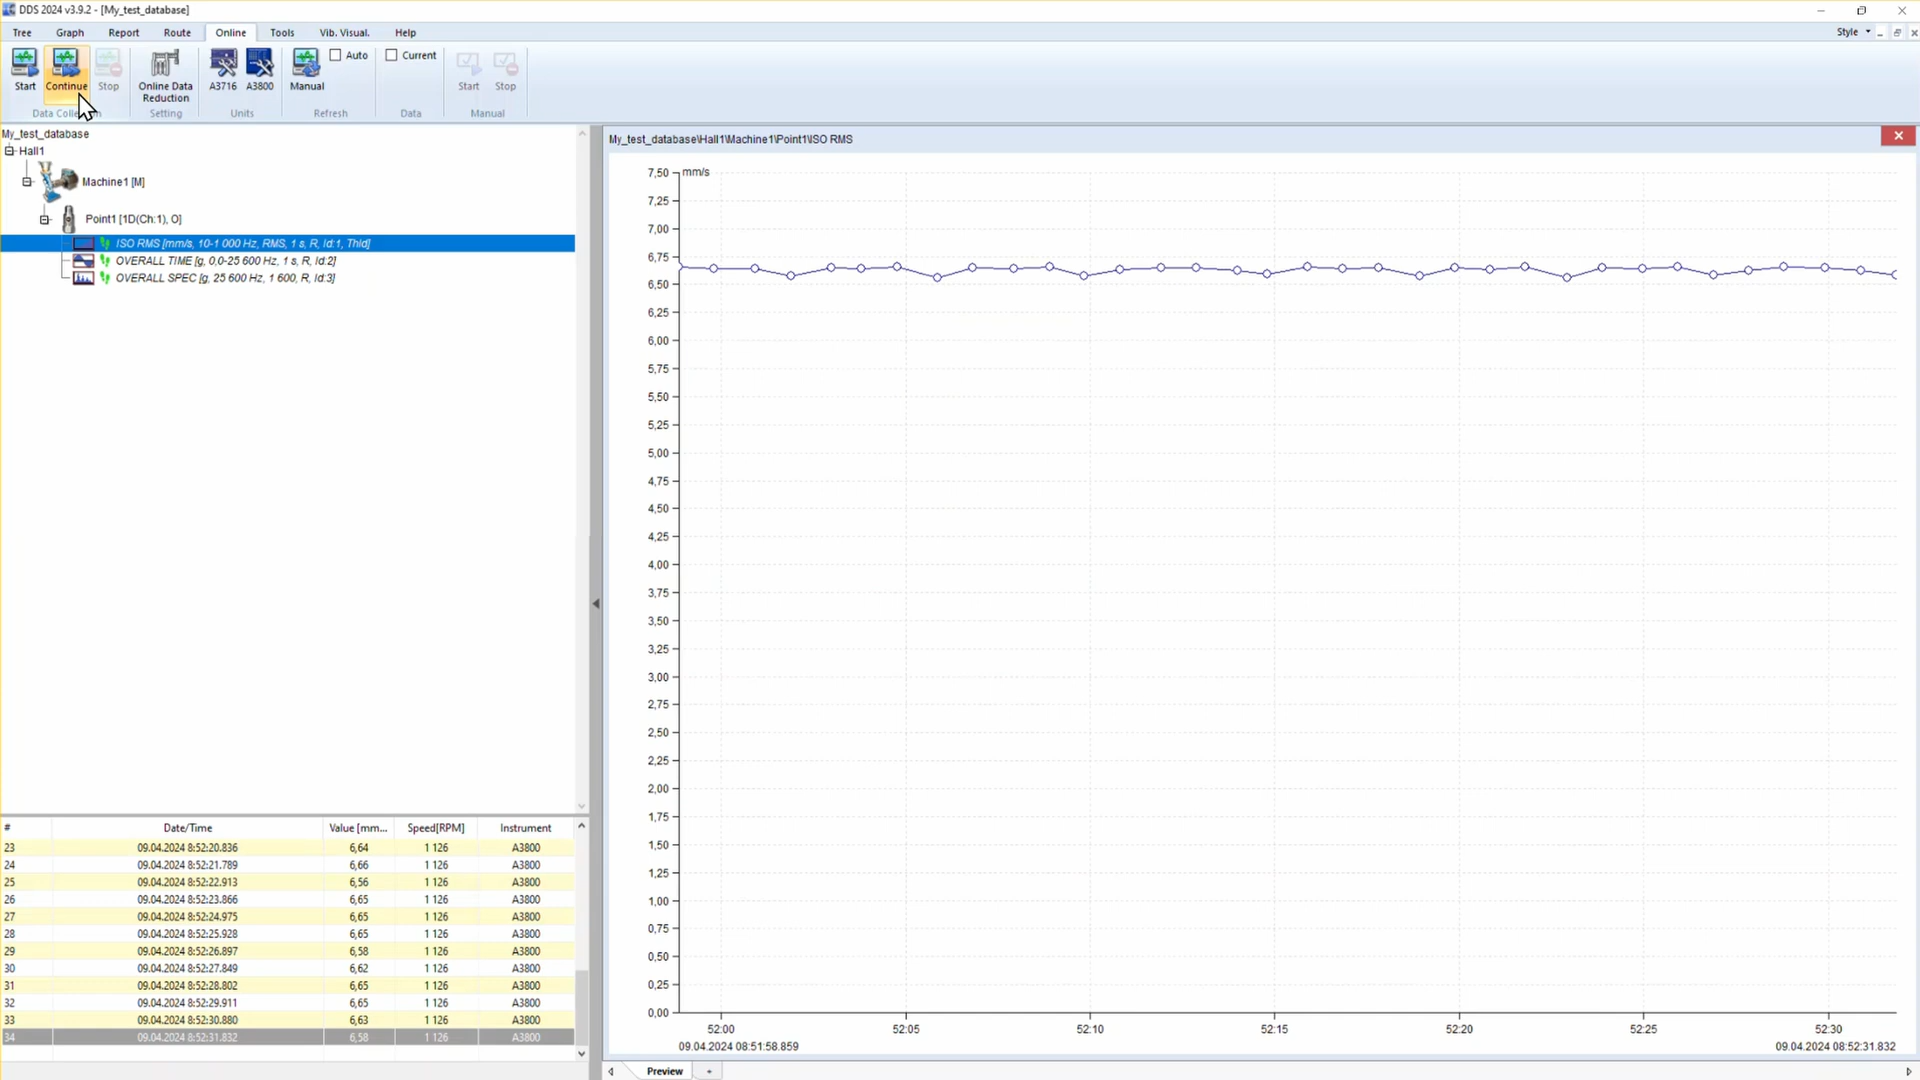 DDS 2024 v3.9.2 - [My_test_database]
Tree Graph Report Route Online Tools Vib. Visual. Help Style
Auto Current
Start Continue Stop Online Data Reduction A3716 A3800 Manual Start Stop
Data Setting Units Refresh Data Manual
My_test_database
Hall1
Machine1 [M]
Point1 [1D(Ch:1), O]
ISO RMS [mm/s, 10-1 000 Hz, RMS, 1 s, R, Id:1, Thld]
OVERALL TIME [g, 0,0-25 600 Hz, 1 s, R, Id:2]
OVERALL SPEC [g, 25 600 Hz, 1 600, R, Id:3]
# Date/Time Value [mm... Speed[RPM] Instrument
23 09.04.2024 8:52:20.836 6,64 1 126 A3800
24 09.04.2024 8:52:21.789 6,66 1 126 A3800
25 09.04.2024 8:52:22.913 6,56 1 126 A3800
26 09.04.2024 8:52:23.866 6,65 1 126 A3800
27 09.04.2024 8:52:24.975 6,65 1 126 A3800
28 09.04.2024 8:52:25.928 6,65 1 126 A3800
29 09.04.2024 8:52:26.897 6,58 1 126 A3800
30 09.04.2024 8:52:27.849 6,62 1 126 A3800
31 09.04.2024 8:52:28.802 6,65 1 126 A3800
32 09.04.2024 8:52:29.911 6,65 1 126 A3800
33 09.04.2024 8:52:30.880 6,63 1 126 A3800
34 09.04.2024 8:52:31.832 6,58 1 126 A3800
My_test_database\Hall1\Machine1\Point1\ISO RMS
7,50 mm/s
7,25
7,00
6,75
6,50
6,25
6,00
5,75
5,50
5,25
5,00
4,75
4,50
4,25
4,00
3,75
3,50
3,25
3,00
2,75
2,50
2,25
2,00
1,75
1,50
1,25
1,00
0,75
0,50
0,25
0,00
52:00 52:05 52:10 52:15 52:20 52:25 52:30
09.04.2024 08:51:58.859 09.04.2024 08:52:31.832
Preview +